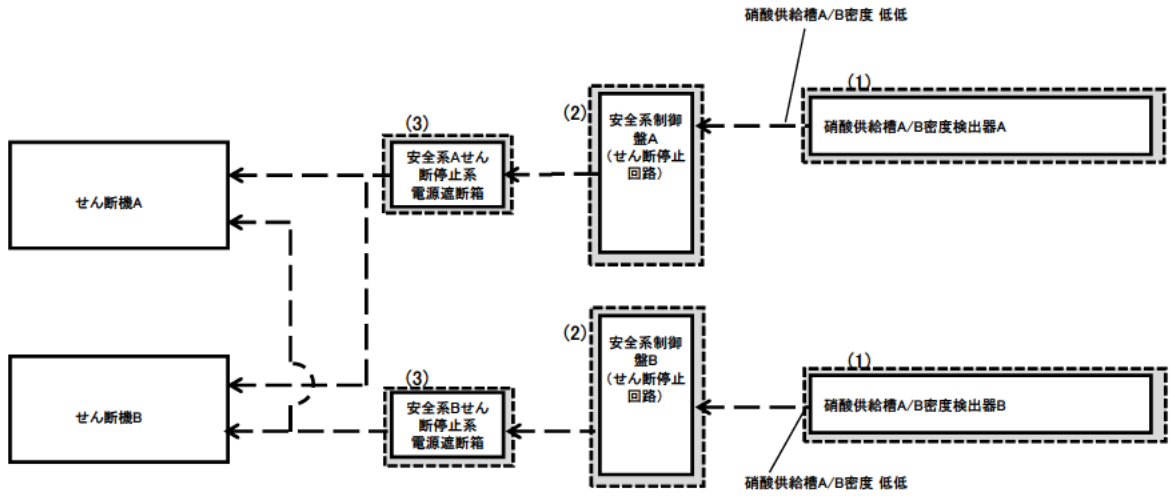 硝酸供給槽A/B密度 低低
(1)
硝酸供給槽A/B密度検出器A
(2)
安全系制御
盤A
(せん断停止
回路)
(3)
安全系Aせん
断停止系
電源遮断箱
せん断機A
(2)
安全系制御
盤B
(せん断停止
回路)
(1)
硝酸供給槽A/B密度検出器B
(3)
安全系Bせん
断停止系
電源遮断箱
せん断機B
硝酸供給槽A/B密度 低低